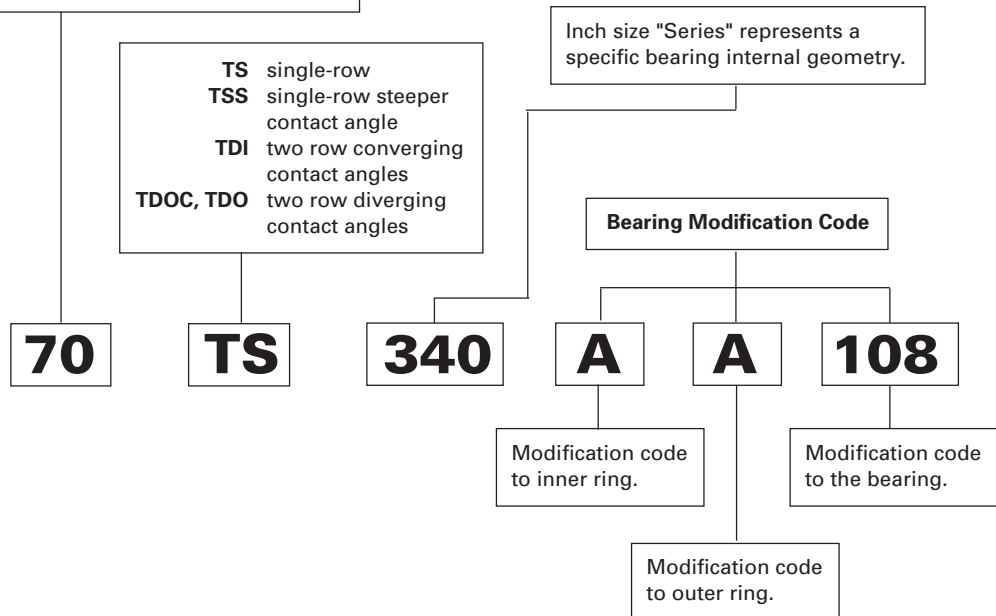 Inch size "Series" represents a
specific bearing internal geometry.
TS single-row
TSS single-row steeper
contact angle
TDI two row converging
contact angles
TDOC, TDO two row diverging
contact angles
Bearing Modification Code
70 TS 340 A A 108
Modification code
to inner ring.
Modification code
to the bearing.
Modification code
to outer ring.